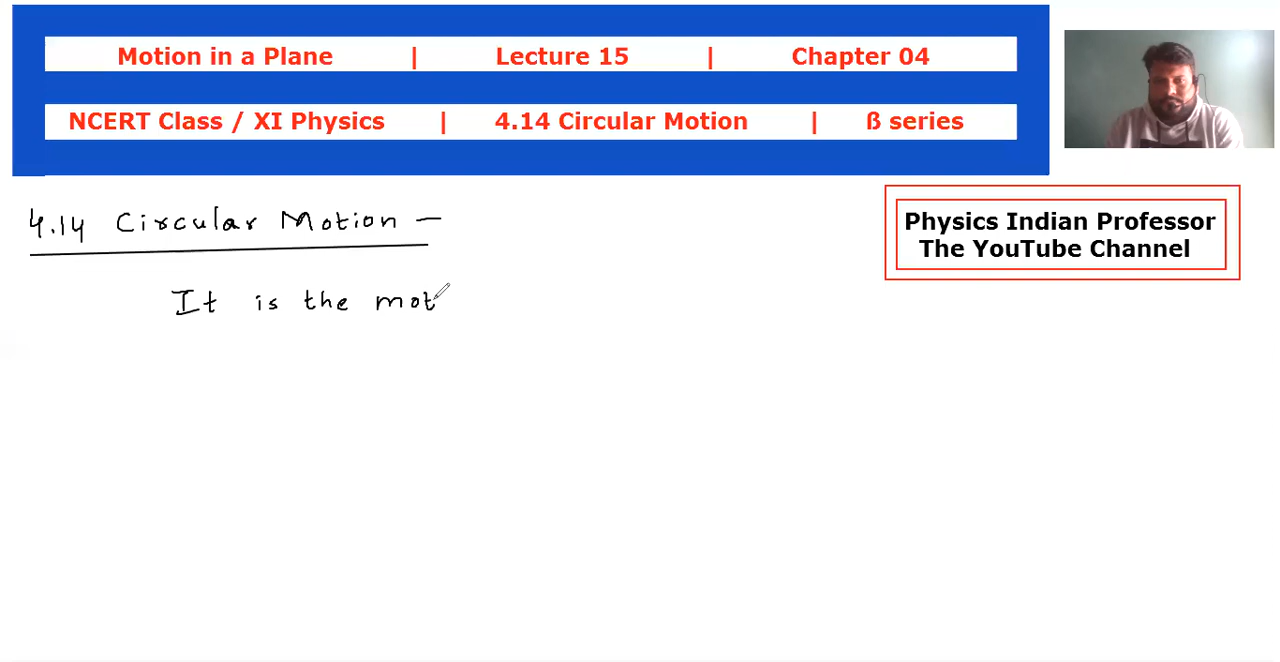 Motion in a Plane | Lecture 15 | Chapter 04
NCERT Class / XI Physics | 4.14 Circular Motion | ß series
Physics Indian Professor
The YouTube Channel
4.14 Circular Motion –
It is the mot